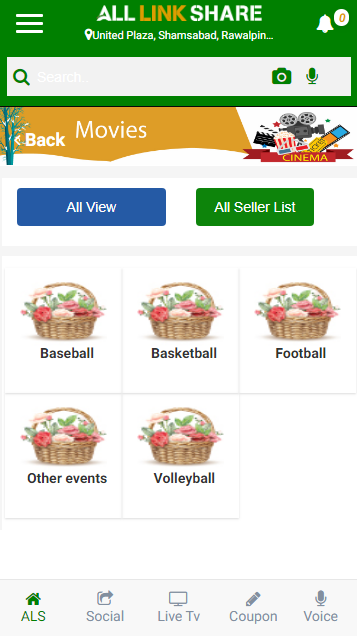 ALL LINK SHARE
United Plaza, Shamsabad, Rawalpin...
0
Search...
< Back
Movies
CINEMA
All View
All Seller List
Baseball
Basketball
Football
Other events
Volleyball
ALS
Social
Live Tv
Coupon
Voice